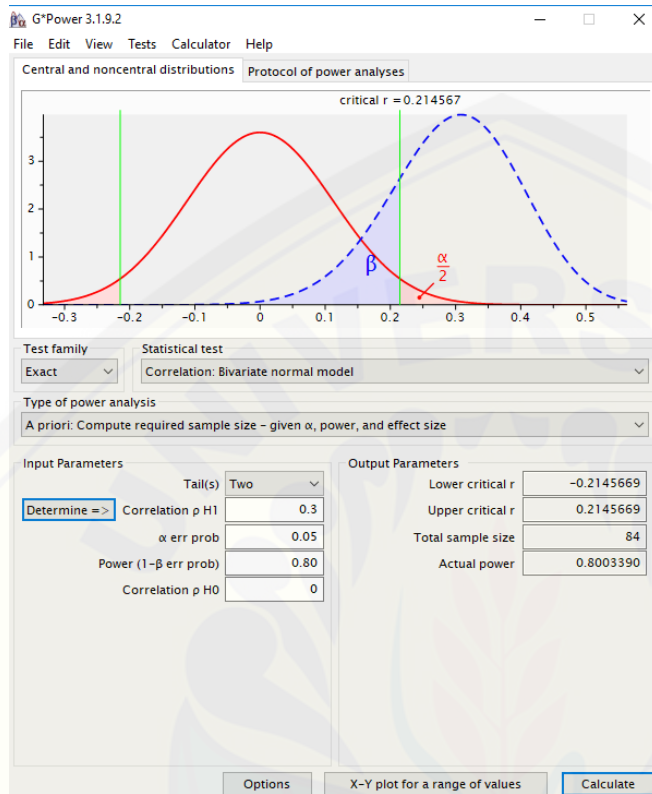 G*Power 3.1.9.2
File Edit View Tests Calculator Help
Central and noncentral distributions Protocol of power analyses
critical r = 0.214567
3
2
1
0
β
α
2
-0.3 -0.2 -0.1 0 0.1 0.2 0.3 0.4 0.5
Test family Statistical test
Exact Correlation: Bivariate normal model
Type of power analysis
A priori: Compute required sample size – given α, power, and effect size
Input Parameters Output Parameters
Tail(s) Two Lower critical r -0.2145669
Determine => Correlation ρ H1 0.3 Upper critical r 0.2145669
α err prob 0.05 Total sample size 84
Power (1-β err prob) 0.80 Actual power 0.8003390
Correlation ρ H0 0
Options X-Y plot for a range of values Calculate
UNIVERS